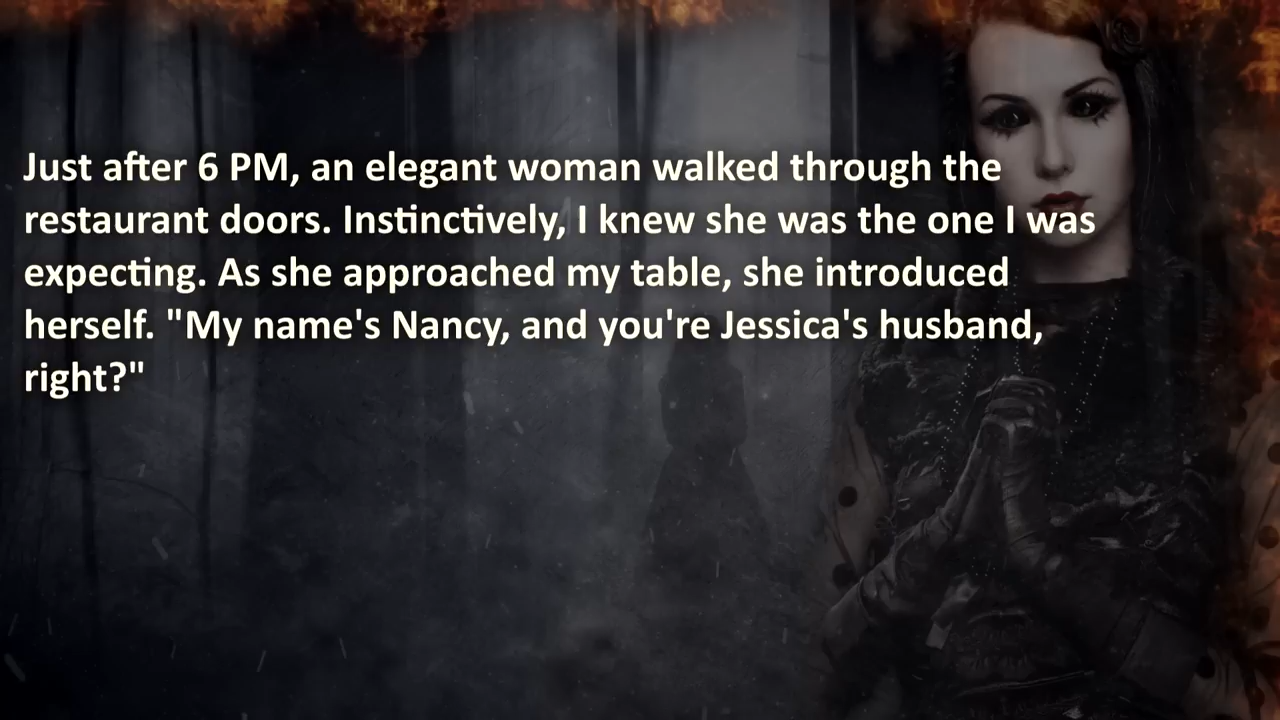 Just after 6 PM, an elegant woman walked through the
restaurant doors. Instinctively, I knew she was the one I was
expecting. As she approached my table, she introduced
herself. "My name's Nancy, and you're Jessica's husband,
right?"